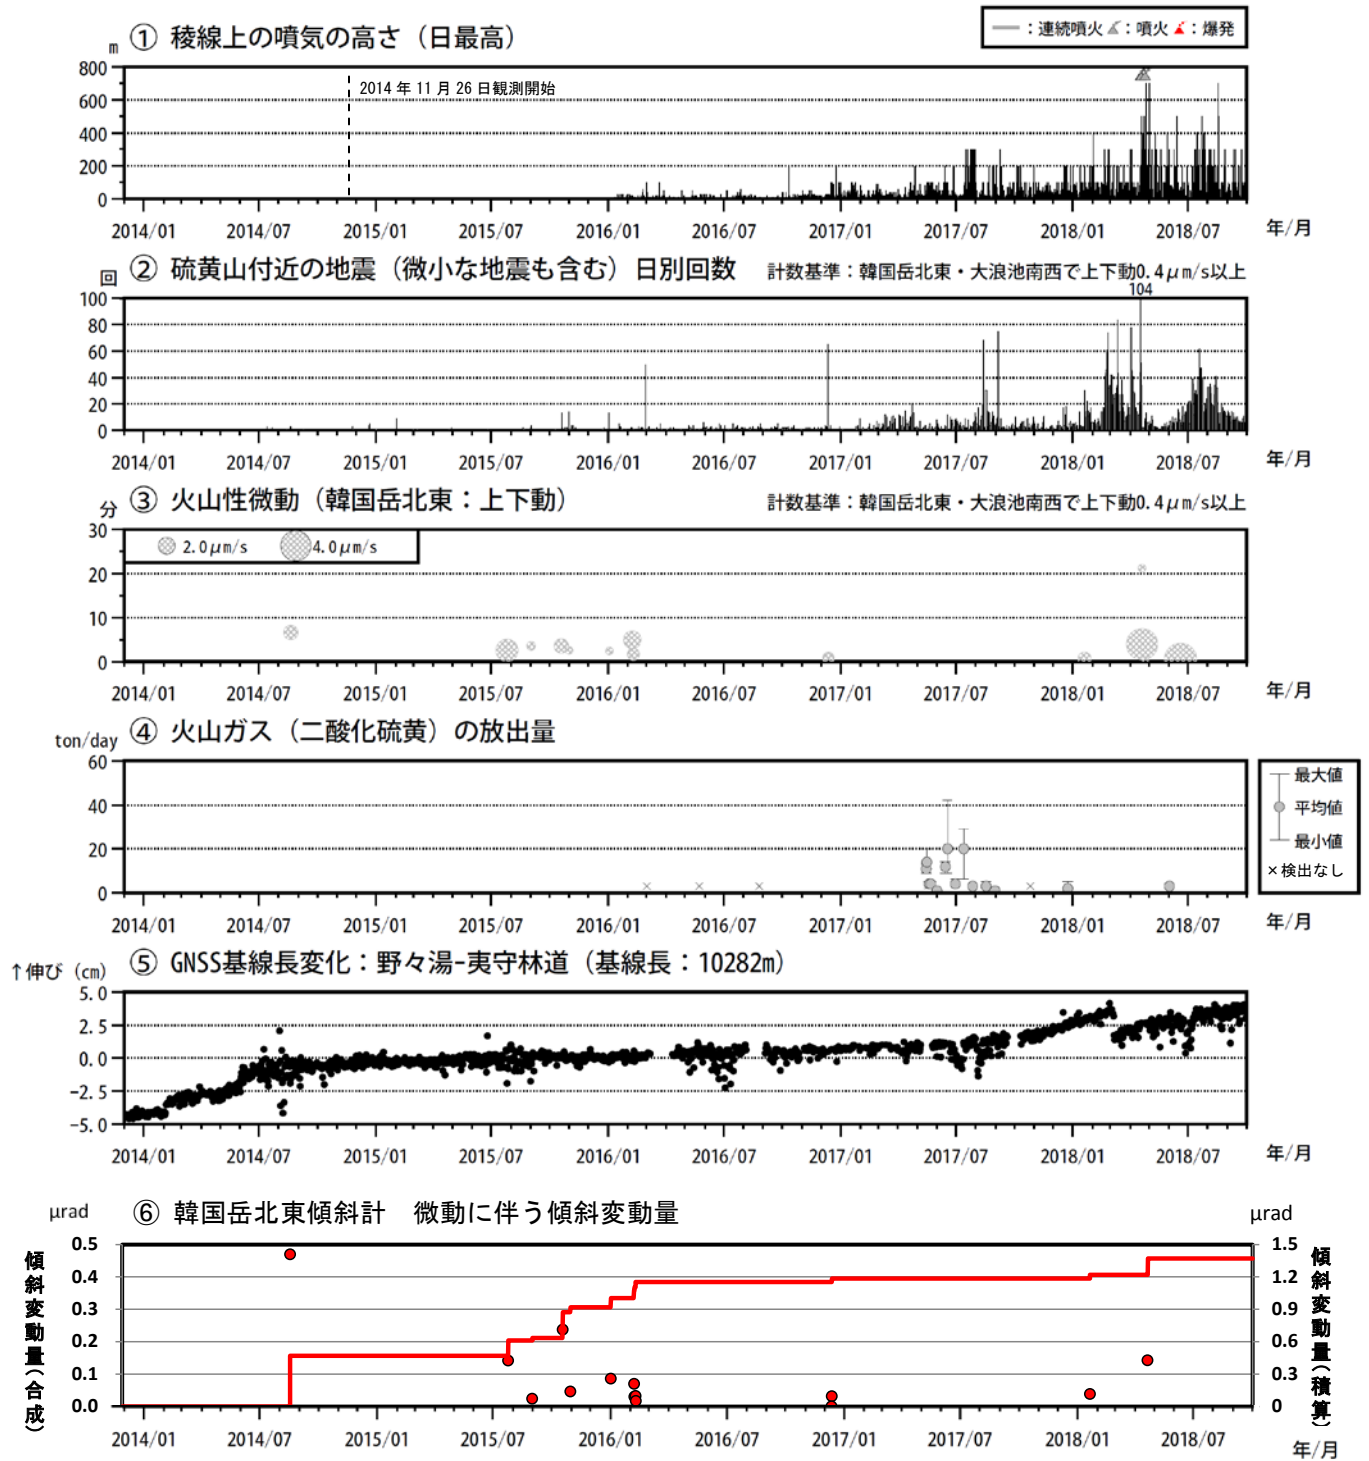 ① 稜線上の噴気の高さ（日最高）
━━：連続噴火 ：噴火 ：爆発
m
2014 年 11 月 26 日観測開始
800
600
400
200
0
2014/01 2014/07 2015/01 2015/07 2016/01 2016/07 2017/01 2017/07 2018/01 2018/07 年/月
② 硫黄山付近の地震（微小な地震も含む）日別回数 計数基準：韓国岳北東・大浪池南西で上下動0.4μm/s以上
回
104
100
80
60
40
20
0
2014/01 2014/07 2015/01 2015/07 2016/01 2016/07 2017/01 2017/07 2018/01 2018/07 年/月
③ 火山性微動（韓国岳北東：上下動） 計数基準：韓国岳北東・大浪池南西で上下動0.4μm/s以上
分
2.0μm/s 4.0μm/s
30
20
10
0
2014/01 2014/07 2015/01 2015/07 2016/01 2016/07 2017/01 2017/07 2018/01 2018/07 年/月
④ 火山ガス（二酸化硫黄）の放出量
ton/day
60
40
20
0
最大値
平均値
最小値
×検出なし
2014/01 2014/07 2015/01 2015/07 2016/01 2016/07 2017/01 2017/07 2018/01 2018/07 年/月
⑤ GNSS基線長変化：野々湯-夷守林道（基線長：10282m）
↑伸び（cm）
5.0
2.5
0.0
-2.5
-5.0
2014/01 2014/07 2015/01 2015/07 2016/01 2016/07 2017/01 2017/07 2018/01 2018/07 年/月
⑥ 韓国岳北東傾斜計 微動に伴う傾斜変動量
μrad
μrad
傾斜変動量（合成）
0.5
0.4
0.3
0.2
0.1
0.0
1.5
1.2
0.9
0.6
0.3
0
傾斜変動量（積算）
2014/01 2014/07 2015/01 2015/07 2016/01 2016/07 2017/01 2017/07 2018/01 2018/07 年/月